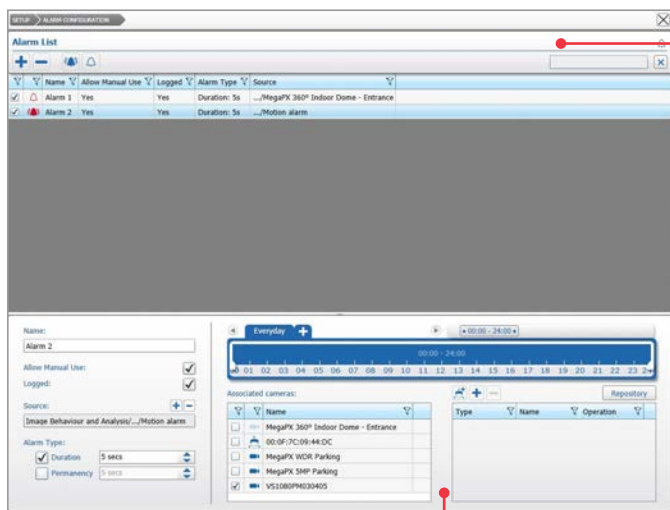 SETUP ALARM CONFIGURATION
Alarm List
Name Allow Manual Use Logged Alarm Type Source
Alarm 1 Yes Yes Duration: 5s .../MegaPX 360º Indoor Dome - Entrance
Alarm 2 Yes Yes Duration: 5s .../Motion alarm
Name:
Alarm 2
Allow Manual Use:
Logged:
Source:
Image Behaviour and Analysis/.../Motion alarm
Alarm Type:
Duration 5 secs
Permanency 5 secs
Everyday
00:00 - 24:00
00:00 - 24:00
01 02 03 04 05 06 07 08 09 10 11 12 13 14 15 16 17 18 19 20 21 22 23
Associated cameras:
Name
MegaPX 360º Indoor Dome - Entrance
00:0F:7C:09:44:DC
MegaPX WDR Parking
MegaPX 5MP Parking
VS1080PM030405
Repository
Type Name Operation